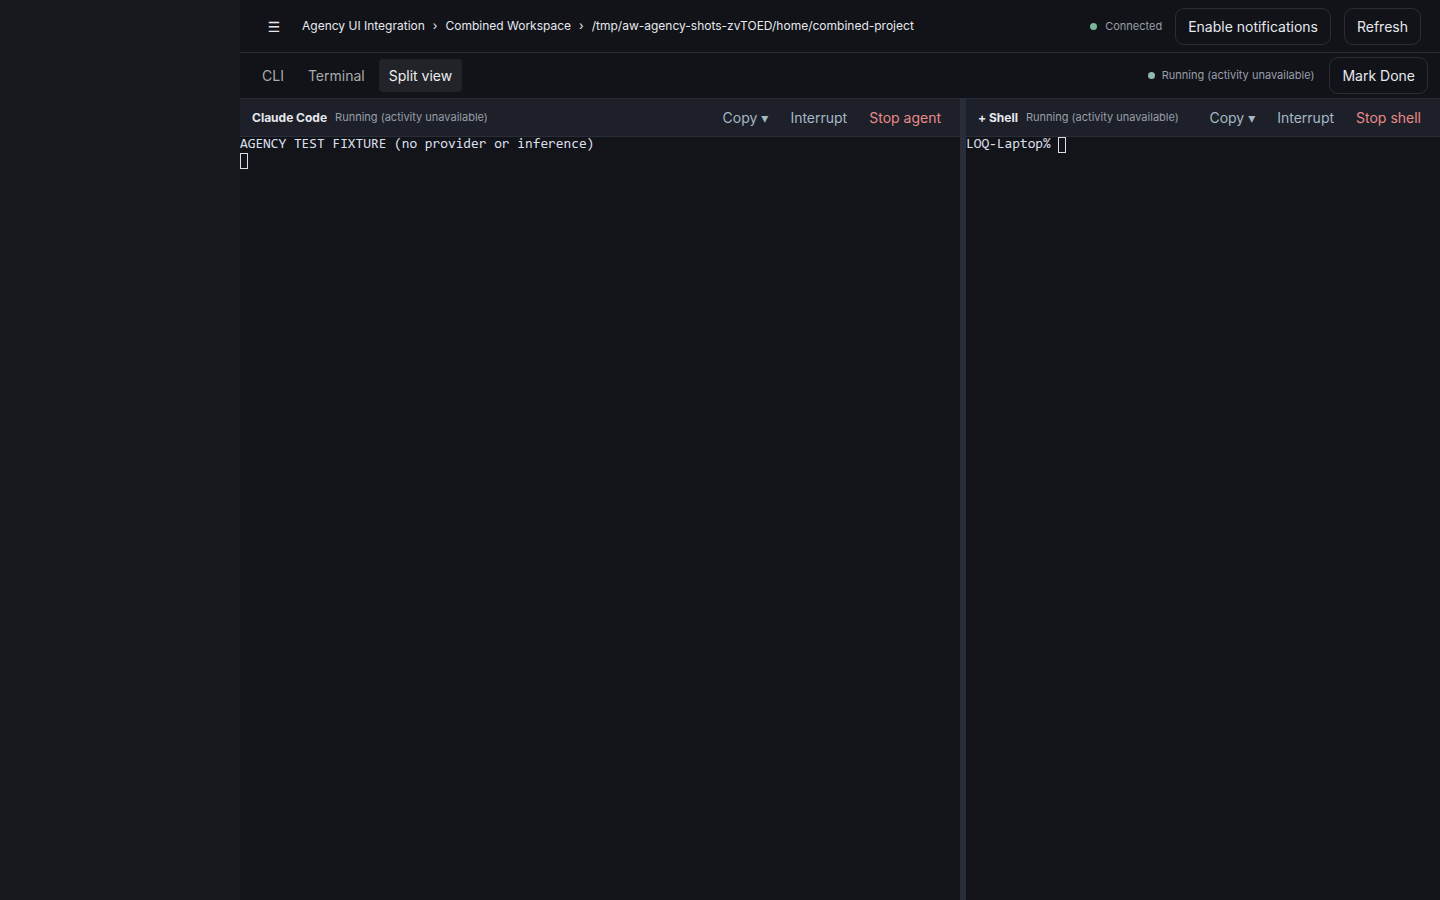 ☰ Agency UI Integration › Combined Workspace › /tmp/aw-agency-shots-zvTOED/home/combined-project Connected Enable notifications Refresh
CLI Terminal Split view Running (activity unavailable) Mark Done
Claude Code Running (activity unavailable) Copy ▾ Interrupt Stop agent
+ Shell Running (activity unavailable) Copy ▾ Interrupt Stop shell
AGENCY TEST FIXTURE (no provider or inference)
LOQ-Laptop%